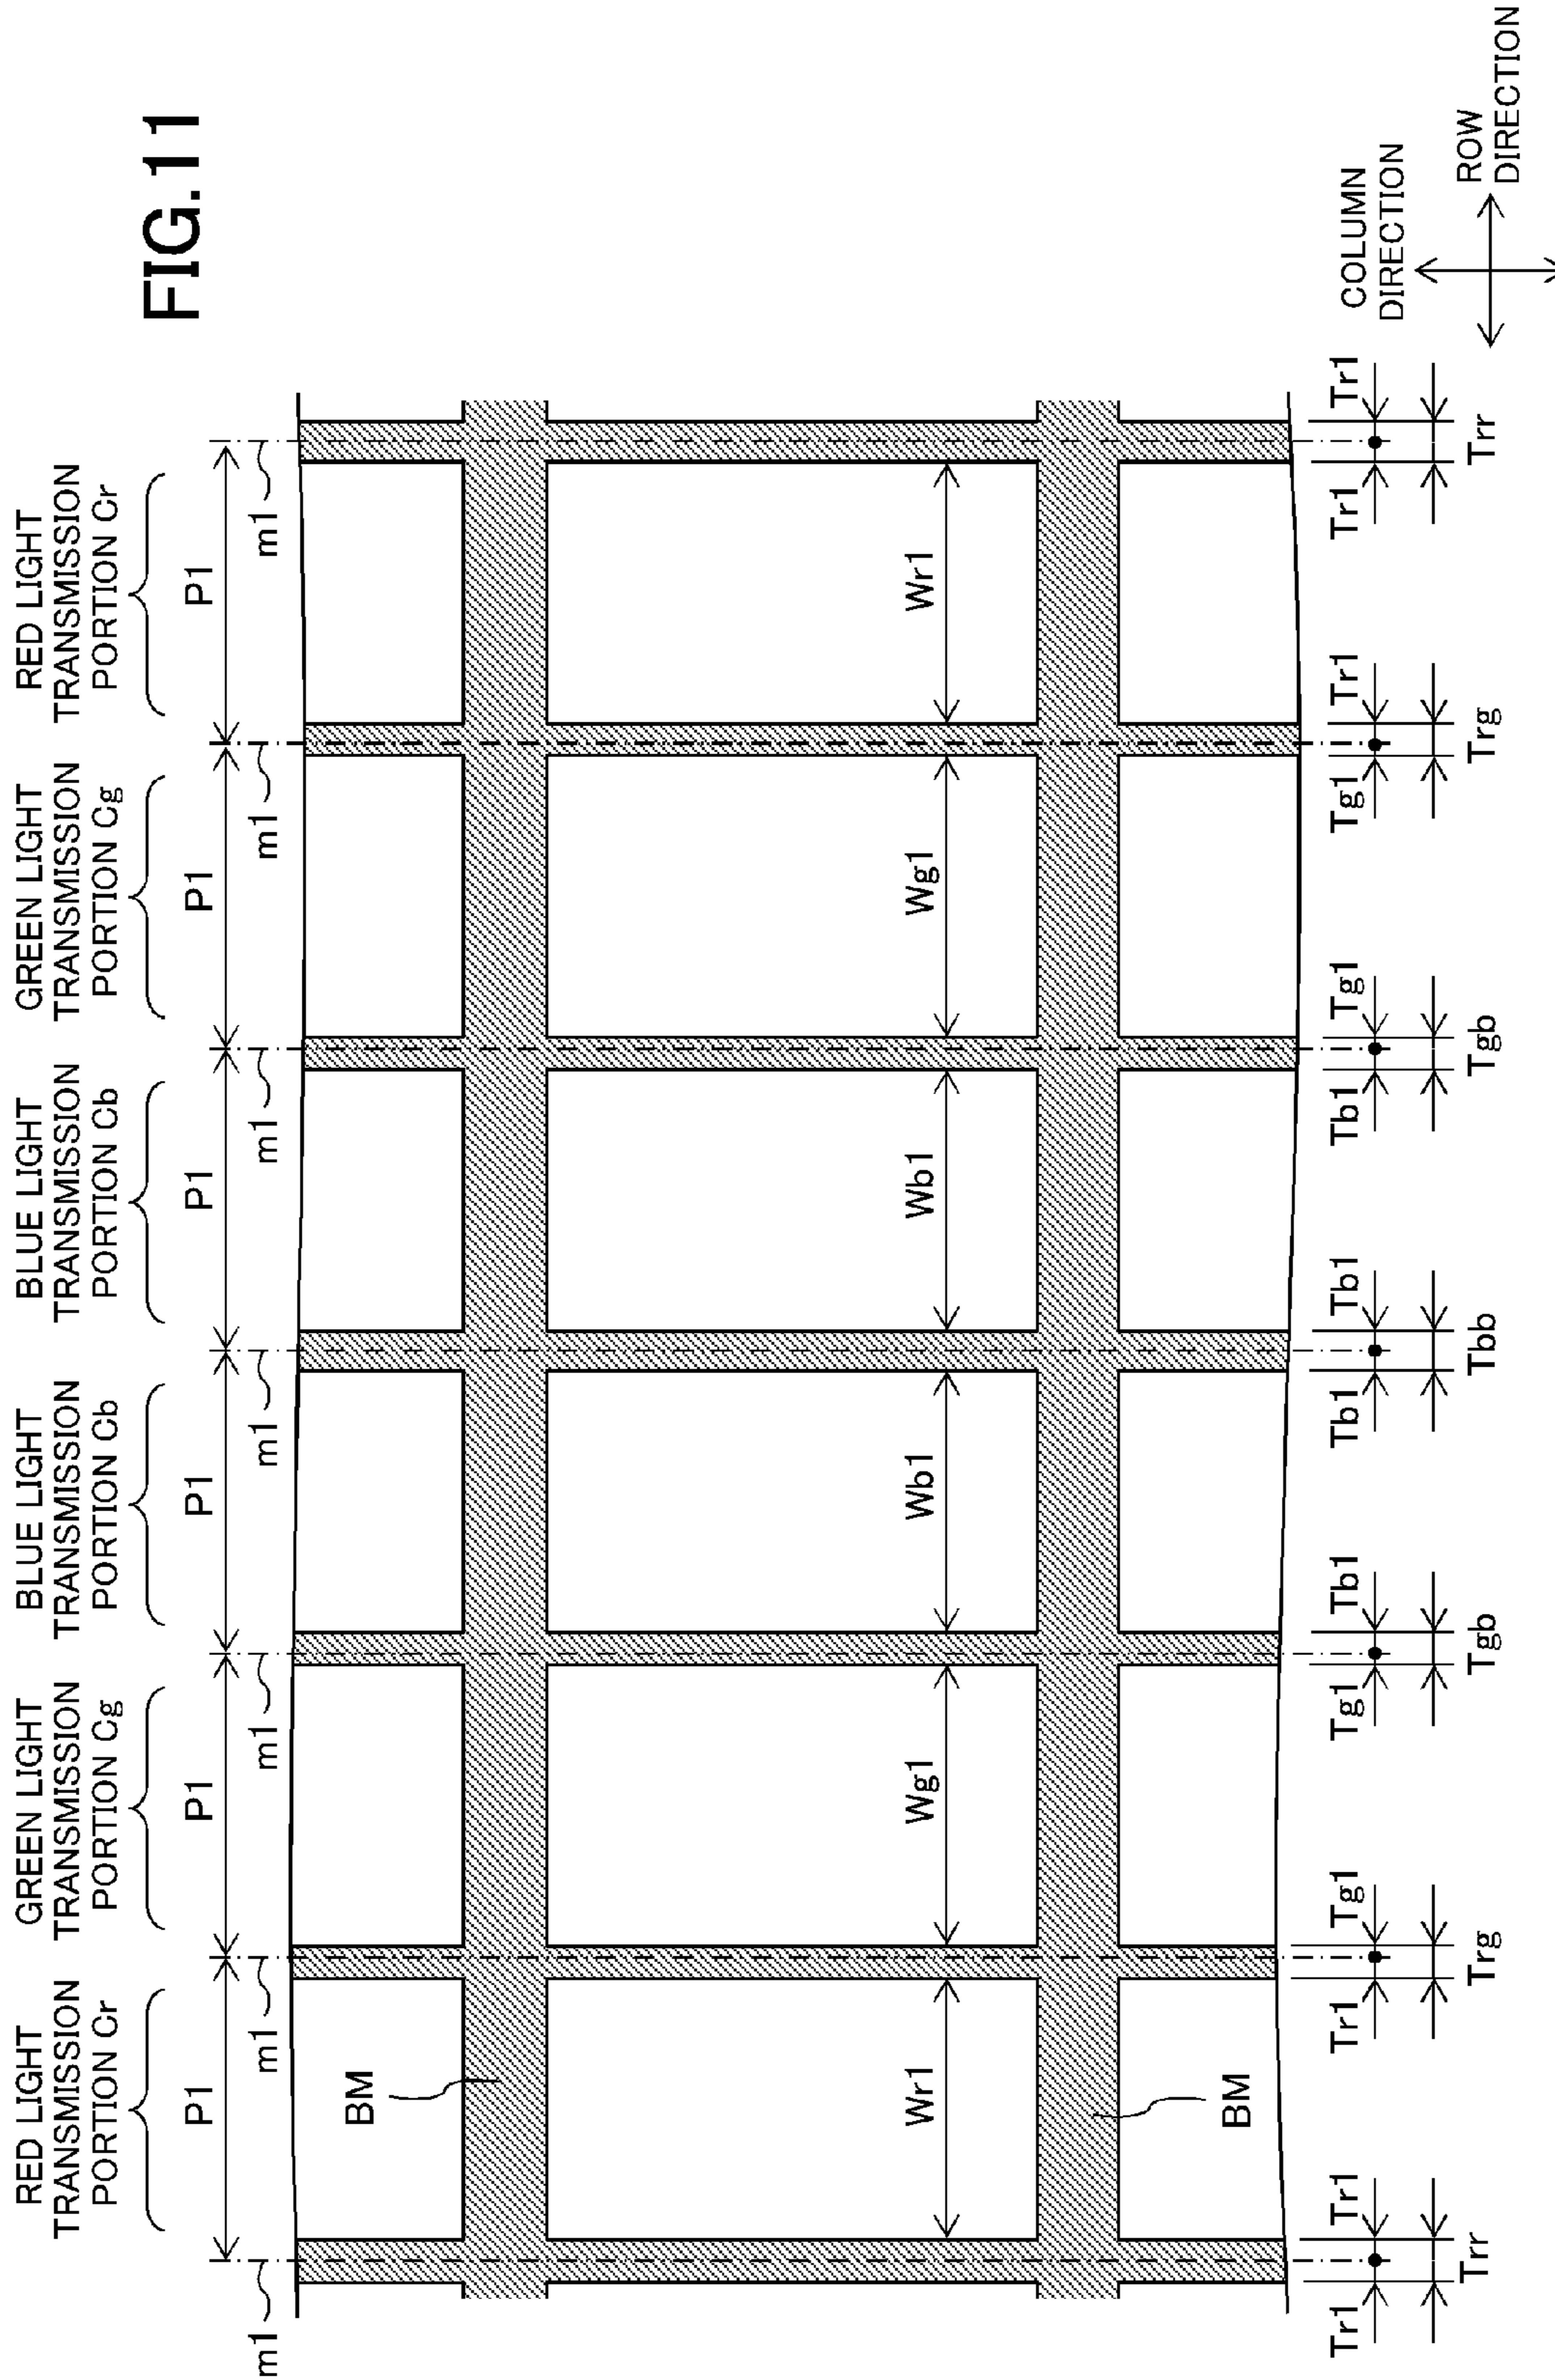 FIG.11
RED LIGHT
TRANSMISSION
PORTION Cr
GREEN LIGHT
TRANSMISSION
PORTION Cg
BLUE LIGHT
TRANSMISSION
PORTION Cb
BLUE LIGHT
TRANSMISSION
PORTION Cb
GREEN LIGHT
TRANSMISSION
PORTION Cg
RED LIGHT
TRANSMISSION
PORTION Cr
P1 P1 P1 P1 P1 P1
m1 m1 m1 m1 m1 m1 m1
BM
Wr1 Wg1 Wb1 Wb1 Wg1 Wr1
BM
Tr1 Tr1 Tr1 Tg1 Tg1 Tb1 Tb1 Tb1 Tb1 Tg1 Tg1 Tr1 Tr1 Tr1
Trr Trg Tgb Tbb Tgb Trg Trr
COLUMN
DIRECTION
ROW
DIRECTION